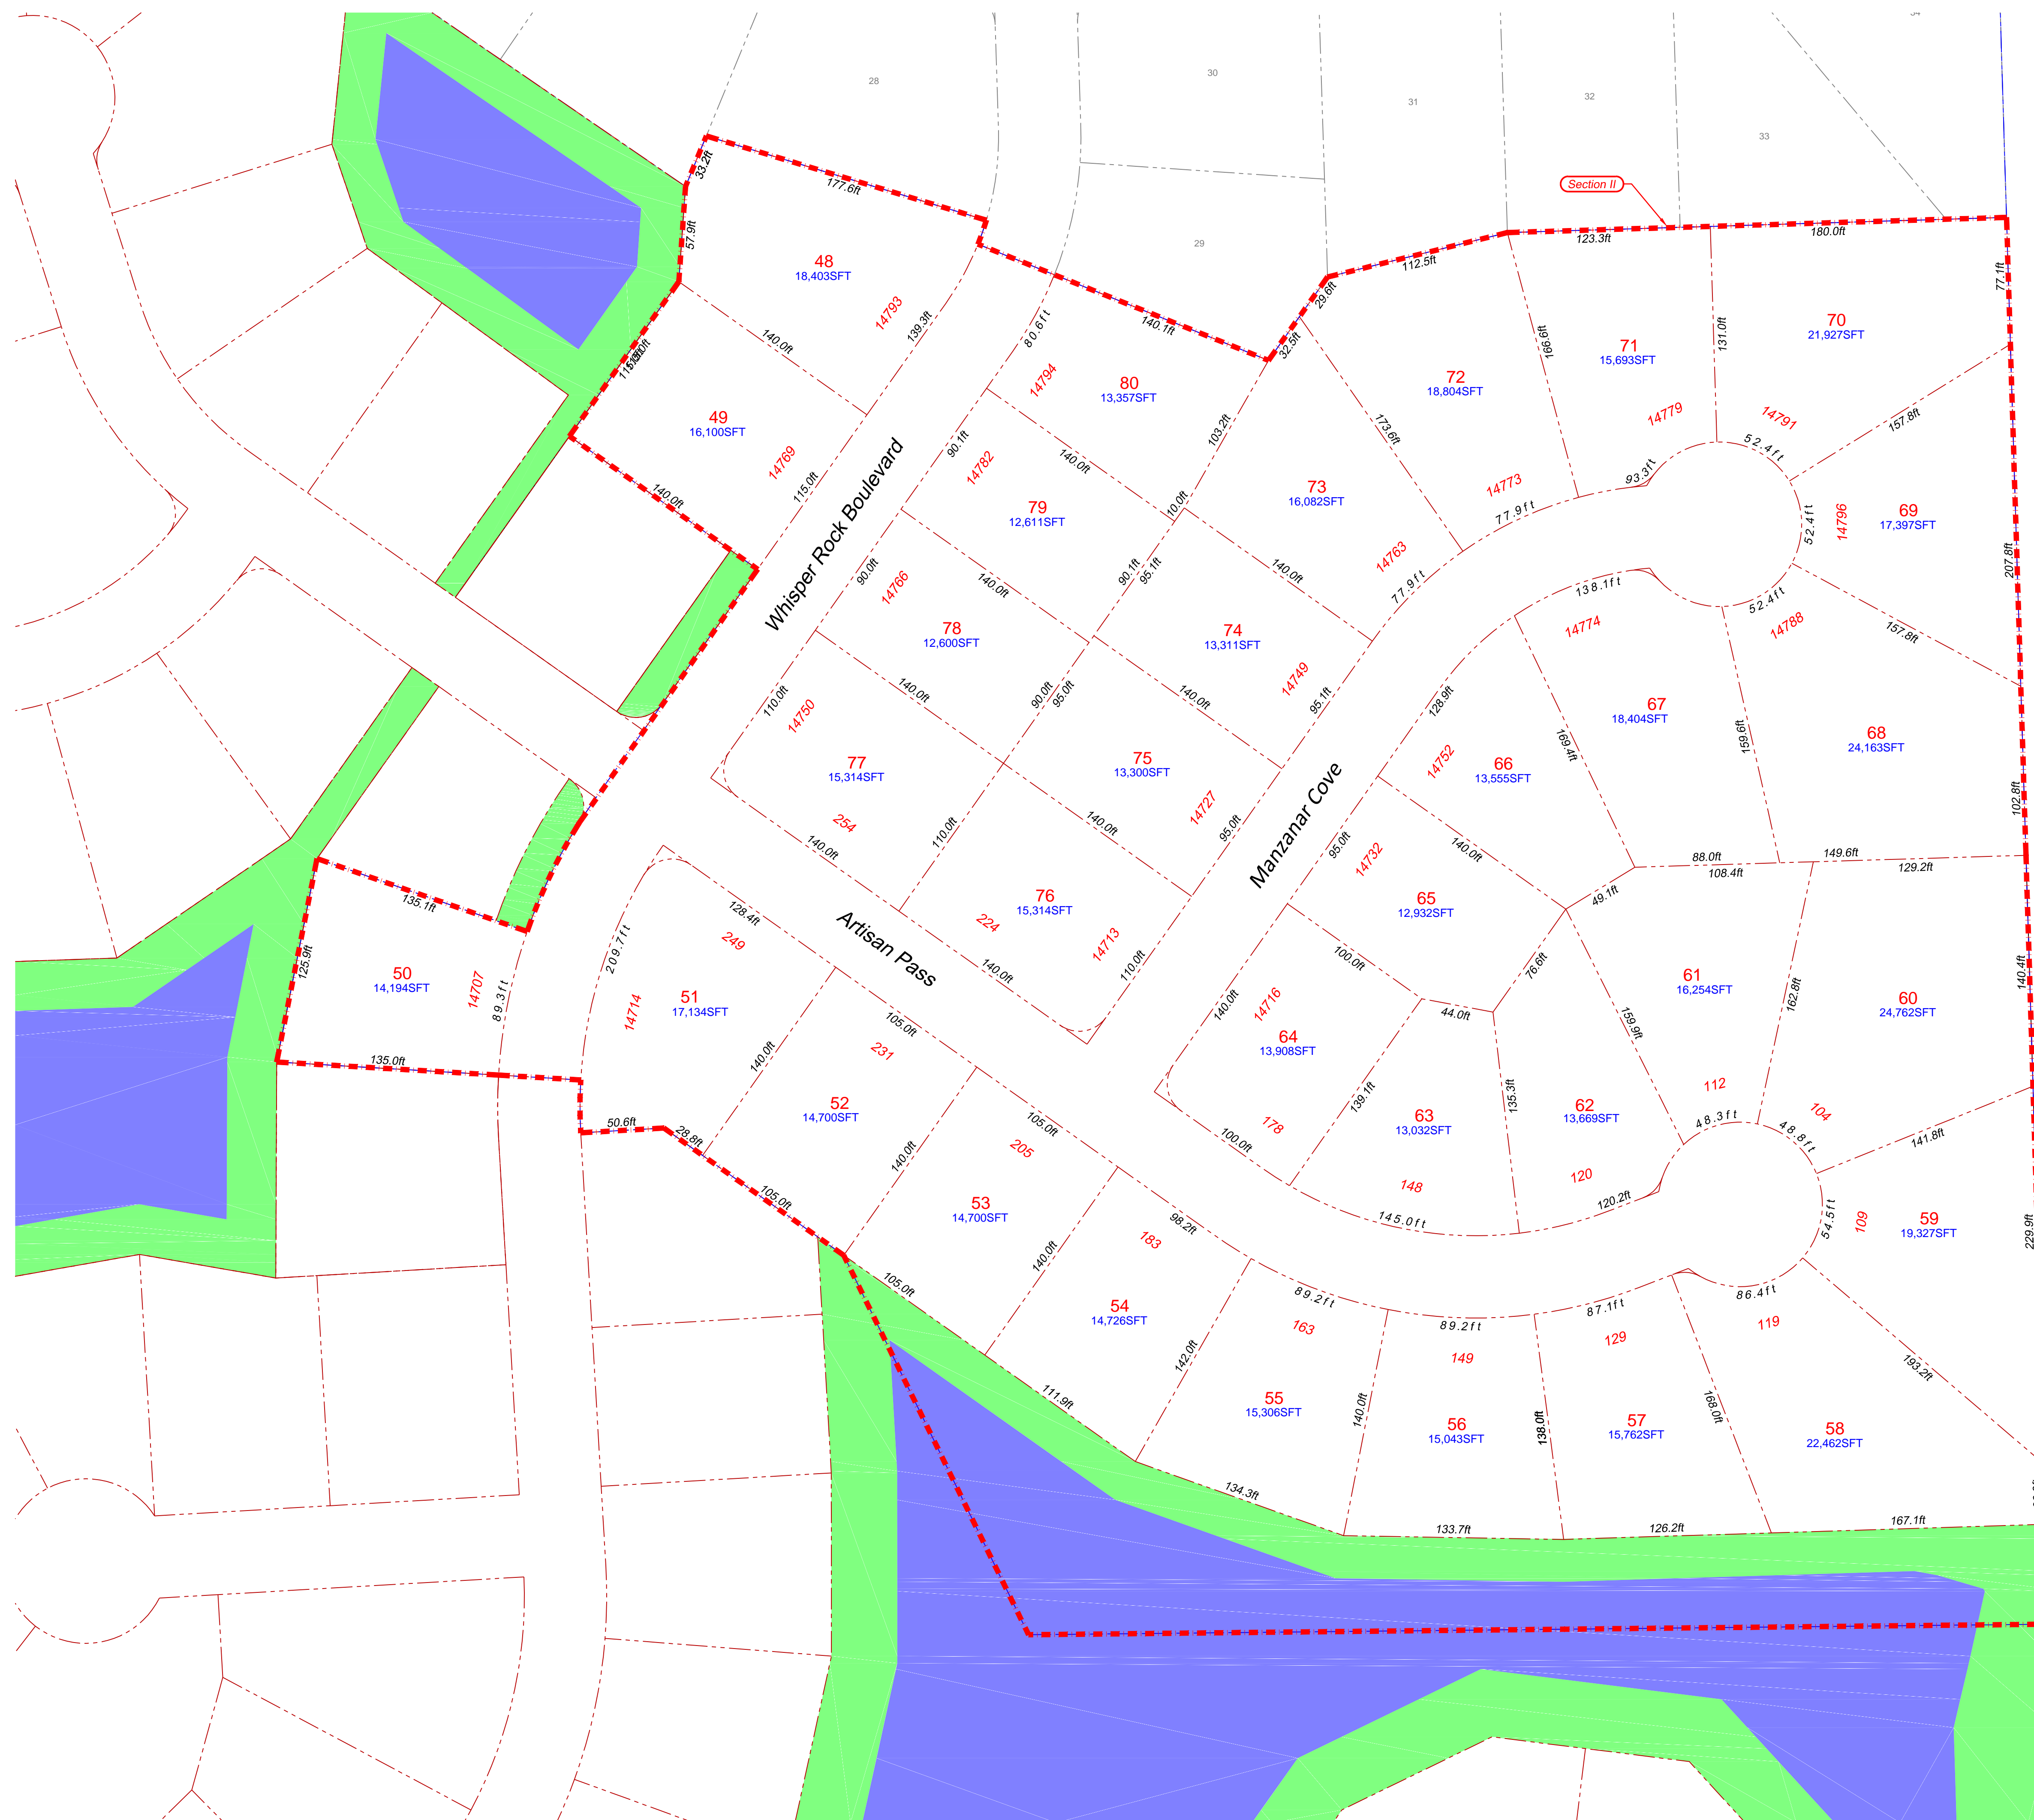 28
30
31
32
33
29
Section II
33.2ft
177.6ft
57.9ft
48
18,403SFT
14793
139.3ft
140.0ft
49
16,100SFT
14769
115.0ft
140.0ft
Whisper Rock Boulevard
80.6ft
140.1ft
32.5ft
29.6ft
112.5ft
123.3ft
180.0ft
77.1ft
14794
80
13,357SFT
103.2ft
90.1ft
140.0ft
10.0ft
14782
79
12,611SFT
90.0ft
140.0ft
90.1ft
95.1ft
14766
78
12,600SFT
110.0ft
140.0ft
90.0ft
95.0ft
14750
77
15,314SFT
254
140.0ft
110.0ft
72
18,804SFT
173.6ft
166.6ft
14773
77.9ft
71
15,693SFT
131.0ft
14779
93.3ft
70
21,927SFT
14791
52.4ft
157.8ft
69
17,397SFT
14796
52.4ft
207.8ft
73
16,082SFT
14763
77.9ft
140.0ft
74
13,311SFT
14749
95.1ft
140.0ft
75
13,300SFT
14727
95.0ft
140.0ft
76
15,314SFT
224
14713
140.0ft
110.0ft
Manzanar Cove
Artisan Pass
138.1ft
52.4ft
14774
14788
157.8ft
67
18,404SFT
159.6ft
169.4ft
68
24,163SFT
102.8ft
128.9ft
14752
66
13,555SFT
140.0ft
95.0ft
14732
65
12,932SFT
100.0ft
49.1ft
76.6ft
88.0ft
108.4ft
149.6ft
129.2ft
135.1ft
125.9ft
50
14,194SFT
14707
89.3ft
135.0ft
209.7ft
128.4ft
249
14714
51
17,134SFT
140.0ft
50.6ft
28.8ft
105.0ft
231
52
14,700SFT
105.0ft
140.0ft
105.0ft
205
53
14,700SFT
105.0ft
140.0ft
98.2ft
183
54
14,726SFT
111.9ft
142.0ft
140.0ft
14716
64
13,908SFT
44.0ft
178
100.0ft
139.1ft
63
13,032SFT
135.3ft
148
145.0ft
62
13,669SFT
120
120.2ft
159.9ft
61
16,254SFT
162.8ft
112
48.3ft
60
24,762SFT
140.4ft
104
48.8ft
141.8ft
59
19,327SFT
109
54.5ft
229.9ft
89.2ft
163
55
15,306SFT
134.3ft
140.0ft
89.2ft
149
56
15,043SFT
133.7ft
138.0ft
87.1ft
129
57
15,762SFT
126.2ft
168.0ft
86.4ft
119
58
22,462SFT
193.2ft
167.1ft